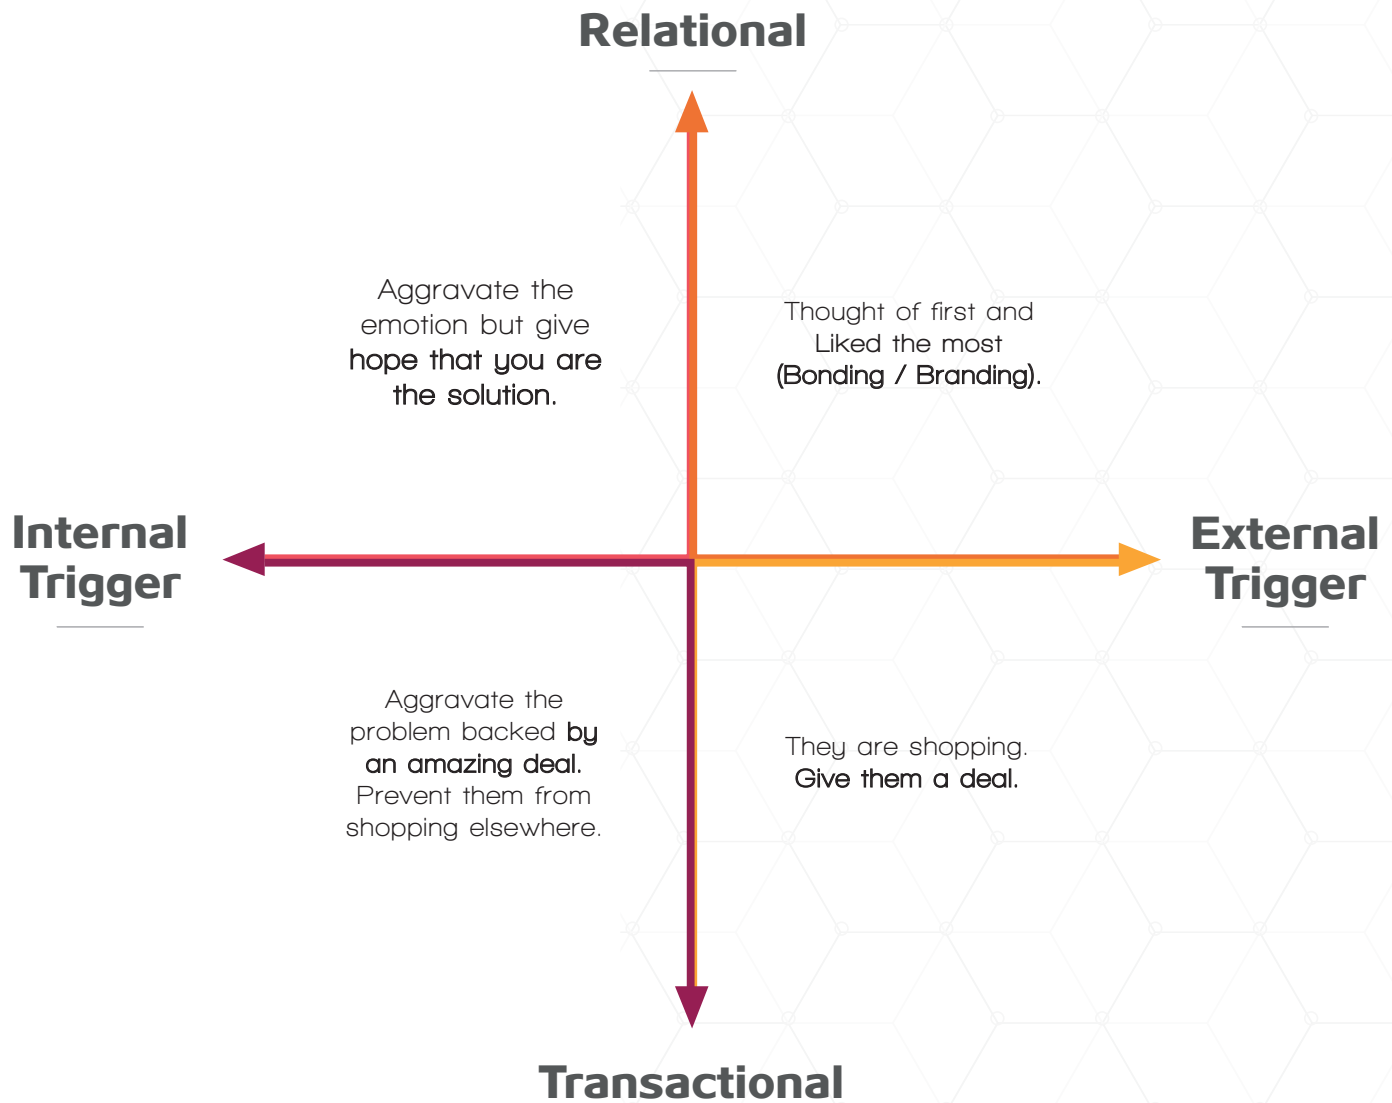 Relational
Aggravate the
emotion but give
hope that you are
the solution.
Thought of first and
Liked the most
(Bonding / Branding).
Internal
Trigger
External
Trigger
Aggravate the
problem backed by
an amazing deal.
Prevent them from
shopping elsewhere.
They are shopping.
Give them a deal.
Transactional